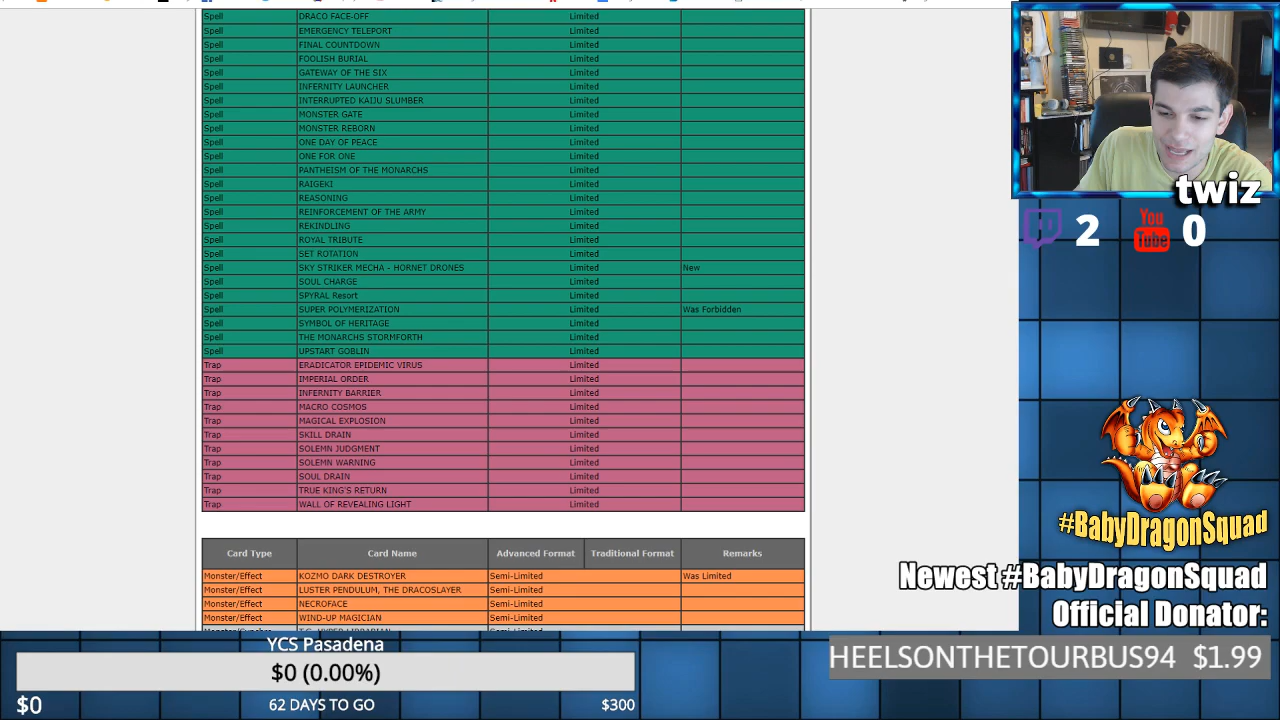 Spell DRACO FACE-OFF Limited
Spell EMERGENCY TELEPORT Limited
Spell FINAL COUNTDOWN Limited
Spell FOOLISH BURIAL Limited
Spell GATEWAY OF THE SIX Limited
Spell INFERNITY LAUNCHER Limited
Spell INTERRUPTED KAIJU SLUMBER Limited
Spell MONSTER GATE Limited
Spell MONSTER REBORN Limited
Spell ONE DAY OF PEACE Limited
Spell ONE FOR ONE Limited
Spell PANTHEISM OF THE MONARCHS Limited
Spell RAIGEKI Limited
Spell REASONING Limited
Spell REINFORCEMENT OF THE ARMY Limited
Spell REKINDLING Limited
Spell ROYAL TRIBUTE Limited
Spell SET ROTATION Limited
Spell SKY STRIKER MECHA - HORNET DRONES Limited New
Spell SOUL CHARGE Limited
Spell SPYRAL Resort Limited
Spell SUPER POLYMERIZATION Limited Was Forbidden
Spell SYMBOL OF HERITAGE Limited
Spell THE MONARCHS STORMFORTH Limited
Spell UPSTART GOBLIN Limited
Trap ERADICATOR EPIDEMIC VIRUS Limited
Trap IMPERIAL ORDER Limited
Trap INFERNITY BARRIER Limited
Trap MACRO COSMOS Limited
Trap MAGICAL EXPLOSION Limited
Trap SKILL DRAIN Limited
Trap SOLEMN JUDGMENT Limited
Trap SOLEMN WARNING Limited
Trap SOUL DRAIN Limited
Trap TRUE KING'S RETURN Limited
Trap WALL OF REVEALING LIGHT Limited
Card Type Card Name Advanced Format Traditional Format Remarks
Monster/Effect KOZMO DARK DESTROYER Semi-Limited Was Limited
Monster/Effect LUSTER PENDULUM, THE DRACOSLAYER Semi-Limited
Monster/Effect NECROFACE Semi-Limited
Monster/Effect WIND-UP MAGICIAN Semi-Limited
twiz
2 You Tube 0
#BabyDragonSquad
Newest #BabyDragonSquad
Official Donator:
HEELSONTHETOURBUS94 $1.99
YCS Pasadena
$0 (0.00%)
$0 62 DAYS TO GO $300